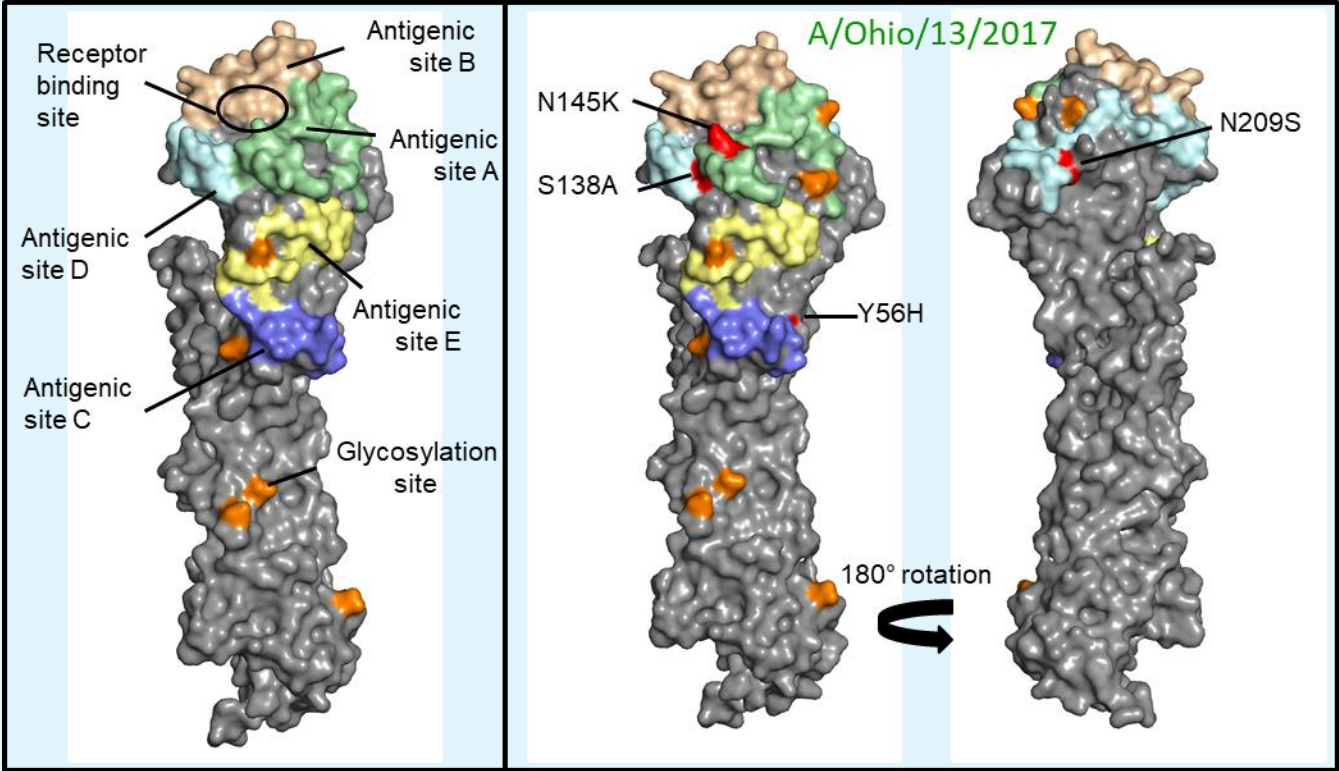 Receptor
binding
site
Antigenic
site B
Antigenic
site A
Antigenic
site D
Antigenic
site E
Antigenic
site C
Glycosylation
site
A/Ohio/13/2017
N145K
S138A
N209S
Y56H
180° rotation